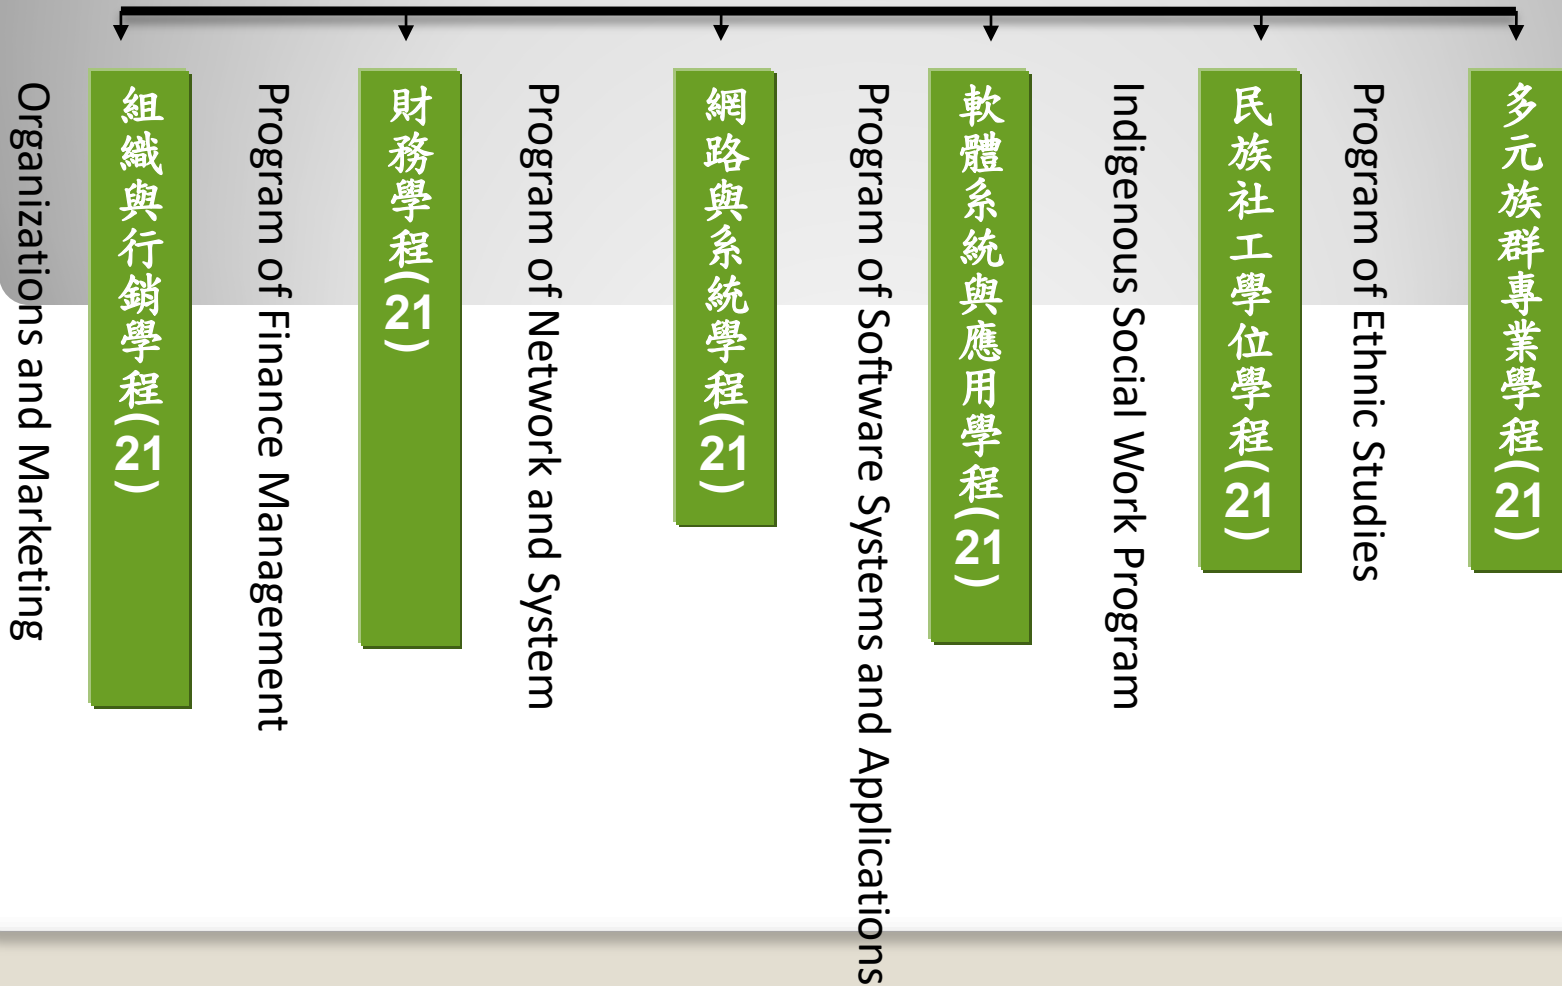 Organizations and Marketing
組織與行銷學程(21)
Program of Finance Management
財務學程(21)
Program of Network and System
網路與系統學程(21)
Program of Software Systems and Applications
軟體系統與應用學程(21)
Indigenous Social Work Program
民族社工學位學程(21)
Program of Ethnic Studies
多元族群專業學程(21)